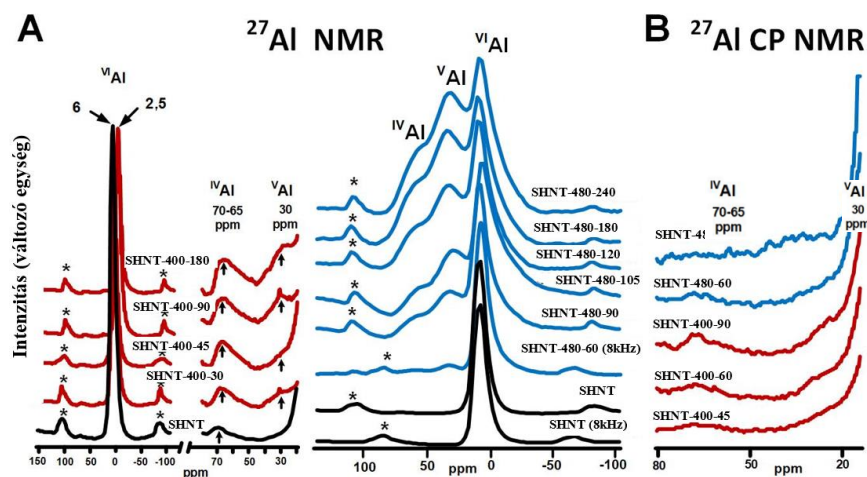 A
²⁷Al NMR
B
²⁷Al CP NMR
Intenzitás (változó egység)
ⱽᴵAl
6
2,5
ᴵⱽAl
70-65
ppm
ⱽAl
30
ppm
*
*
SHNT-400-180
*
*
SHNT-400-90
*
*
SHNT-400-45
*
*
SHNT-400-30
*
*
SHNT
150 100 50 0 -50 -100
70 50 30
ppm
ⱽᴵAl
ⱽAl
ᴵⱽAl
*
SHNT-480-240
*
SHNT-480-180
*
SHNT-480-120
SHNT-480-105
*
SHNT-480-90
*
SHNT-480-60 (8kHz)
*
SHNT
*
SHNT (8kHz)
*
100 50 ppm 0 -50 -100
ᴵⱽAl
70-65
ppm
ⱽAl
30
ppm
SHNT-48
SHNT-480-60
SHNT-400-90
SHNT-400-60
SHNT-400-45
80 50 20
ppm